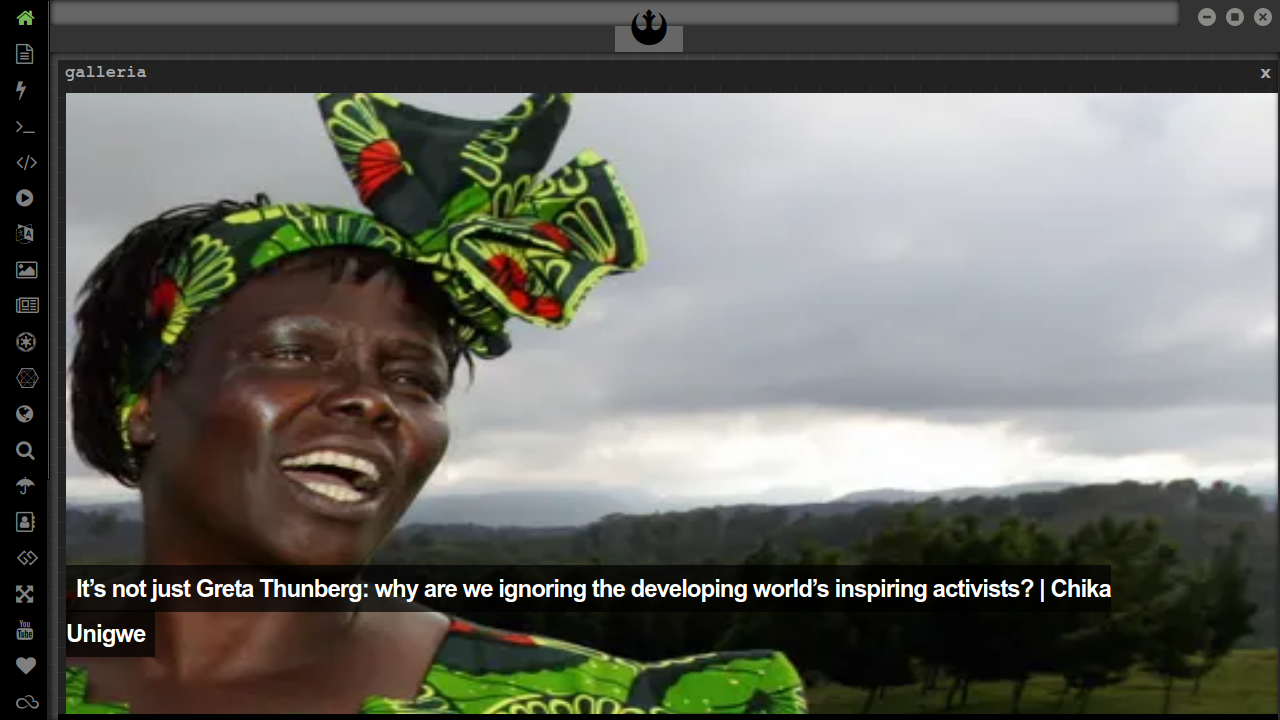 galleria
x
It’s not just Greta Thunberg: why are we ignoring the developing world’s inspiring activists? | Chika
Unigwe
You
Tube